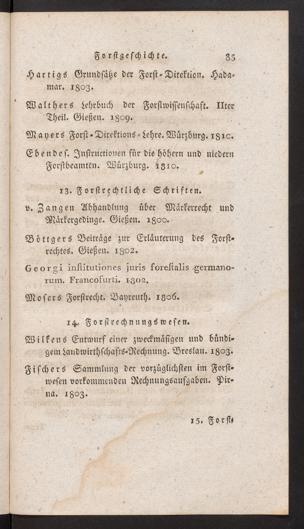 Forstgeschichte. 35
Hartigs Grundsätze der Forst-Direktion. Hada-
mar. 1803.
Walthers Lehrbuch der Forstwissenschaft. IIter
Theil. Gießen. 1809.
Mayers Forst-Direktions-Lehre. Würzburg. 1810.
Ebendes. Instructionen für die höhern und niedern
Forstbeamten. Würzburg. 1810.
13. Forstrechtliche Schriften.
v. Zangen Abhandlung über Märkerrecht und
Märkergedinge. Gießen. 1800.
Böttgers Beiträge zur Erläuterung des Forst-
rechtes. Gießen. 1802.
Georgi institutiones juris forestalis germano-
rum. Francofurti. 1802.
Mosers Forstrecht. Bayreuth. 1806.
14. Forstrechnungswesen.
Wilkens Entwurf einer zweckmäsigen und bündi-
gem Landwirthschafts-Rechnung. Breslau. 1803.
Fischers Sammlung der vorzüglichsten im Forst-
wesen vorkommenden Rechnungsaufgaben. Pir-
na. 1803.
15. Forst-